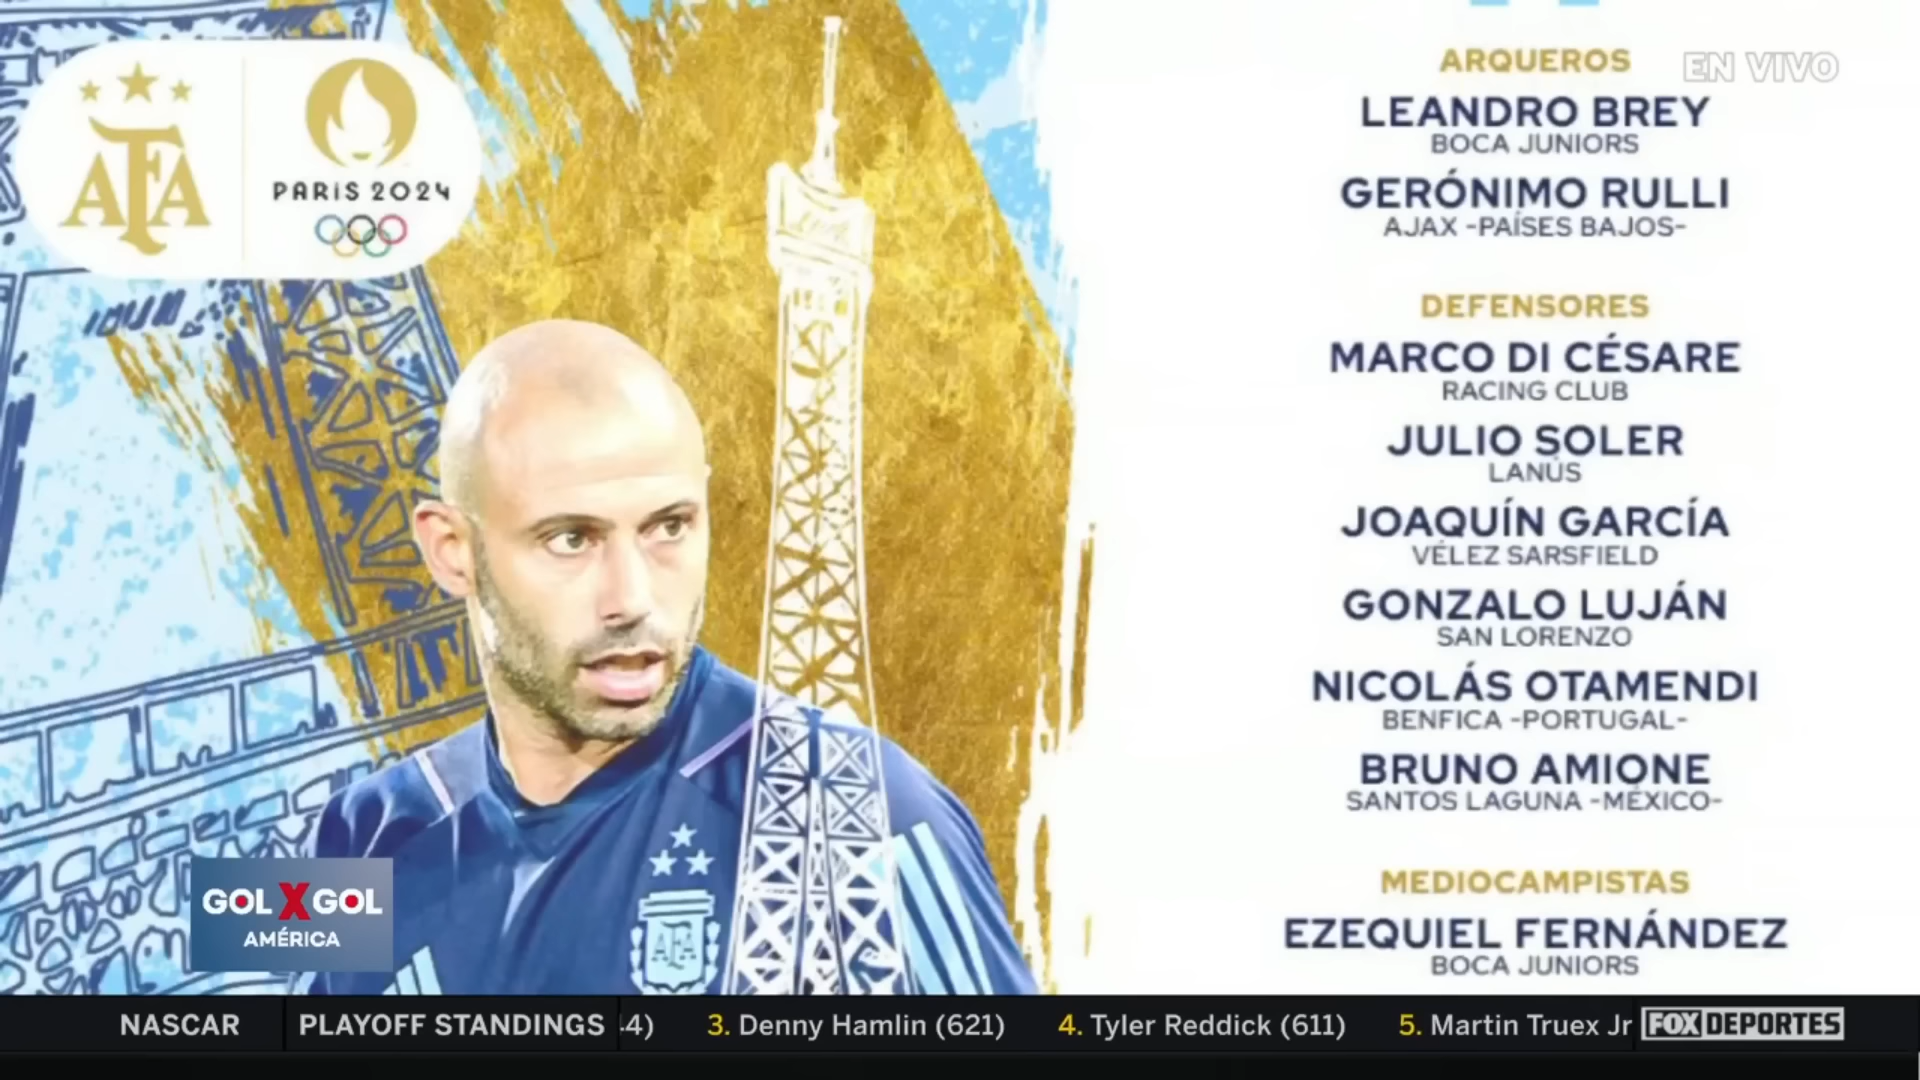 AFA
PARIS 2024
EN VIVO
ARQUEROS
LEANDRO BREY
BOCA JUNIORS
GERÓNIMO RULLI
AJAX -PAÍSES BAJOS-
DEFENSORES
MARCO DI CÉSARE
RACING CLUB
JULIO SOLER
LANÚS
JOAQUÍN GARCÍA
VÉLEZ SARSFIELD
GONZALO LUJÁN
SAN LORENZO
NICOLÁS OTAMENDI
BENFICA -PORTUGAL-
BRUNO AMIONE
SANTOS LAGUNA -MÉXICO-
MEDIOCAMPISTAS
EZEQUIEL FERNÁNDEZ
BOCA JUNIORS
AFA
GOL X GOL
AMÉRICA
NASCAR PLAYOFF STANDINGS 4) 3. Denny Hamlin (621) 4. Tyler Reddick (611) 5. Martin Truex Jr FOX DEPORTES